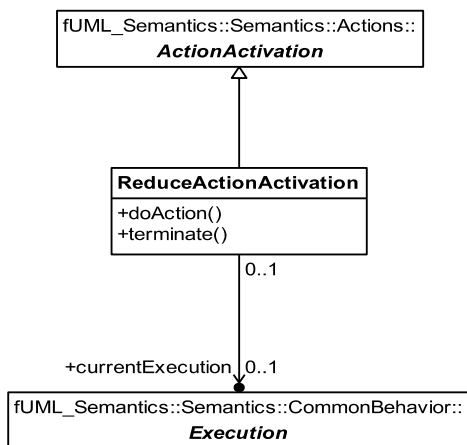 fUML_Semantics::Semantics::Actions::
ActionActivation
ReduceActionActivation
+doAction()
+terminate()
0..1
+currentExecution 0..1
fUML_Semantics::Semantics::CommonBehavior::
Execution